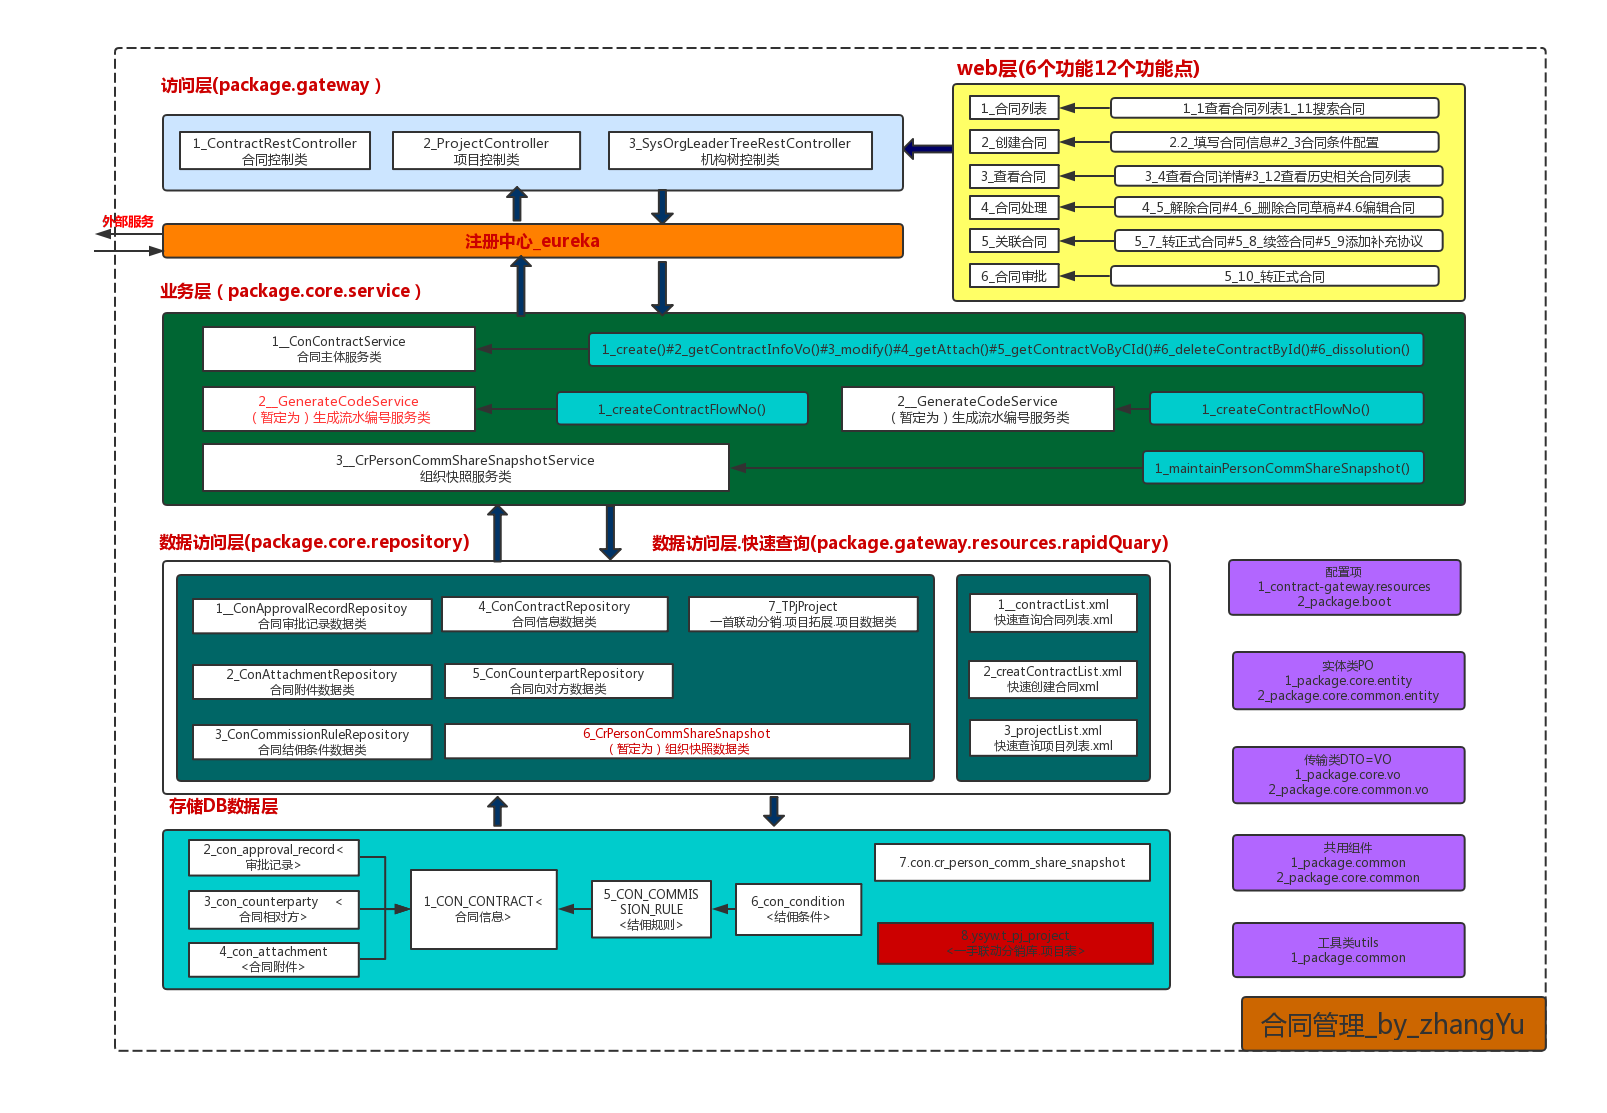 访问层(package.gateway）
web层(6个功能12个功能点)
1_ContractRestController
合同控制类
2_ProjectController
项目控制类
3_SysOrgLeaderTreeRestController
机构树控制类
1_合同列表
1_1查看合同列表1_11搜索合同
2_创建合同
2.2_填写合同信息#2_3合同条件配置
3_查看合同
3_4查看合同详情#3_12查看历史相关合同列表
4_合同处理
4_5_解除合同#4_6_删除合同草稿#4.6编辑合同
5_关联合同
5_7_转正式合同#5_8_续签合同#5_9添加补充协议
6_合同审批
5_10_转正式合同
外部服务
注册中心_eureka
业务层（package.core.service）
1__ConContractService
合同主体服务类
1_create()#2_getContractInfoVo()#3_modify()#4_getAttach()#5_getContractVoByCId()#6_deleteContractById()#6_dissolution()
2__GenerateCodeService
（暂定为）生成流水编号服务类
1_createContractFlowNo()
2__GenerateCodeService
（暂定为）生成流水编号服务类
1_createContractFlowNo()
3__CrPersonCommShareSnapshotService
组织快照服务类
1_maintainPersonCommShareSnapshot()
数据访问层(package.core.repository)
数据访问层.快速查询(package.gateway.resources.rapidQuary)
1__ConApprovalRecordRepositoy
合同审批记录数据类
4_ConContractRepository
合同信息数据类
7_TPjProject
一首联动分销.项目拓展.项目数据类
2_ConAttachmentRepository
合同附件数据类
5_ConCounterpartRepository
合同向对方数据类
3_ConCommissionRuleRepository
合同结佣条件数据类
6_CrPersonCommShareSnapshot
（暂定为）组织快照数据类
1__contractList.xml
快速查询合同列表.xml
2_creatContractList.xml
快速创建合同xml
3_projectList.xml
快速查询项目列表.xml
配置项
1_contract-gateway.resources
2_package.boot
实体类PO
1_package.core.entity
2_package.core.common.entity
传输类DTO=VO
1_package.core.vo
2_package.core.common.vo
共用组件
1_package.common
2_package.core.common
工具类utils
1_package.common
存储DB数据层
2_con_approval_record<
审批记录>
3_con_counterparty <
合同相对方>
4_con_attachment
<合同附件>
1_CON_CONTRACT<
合同信息>
5_CON_COMMIS
SION_RULE
<结佣规则>
6_con_condition
<结佣条件>
7.con.cr_person_comm_share_snapshot
合同管理_by_zhangYu